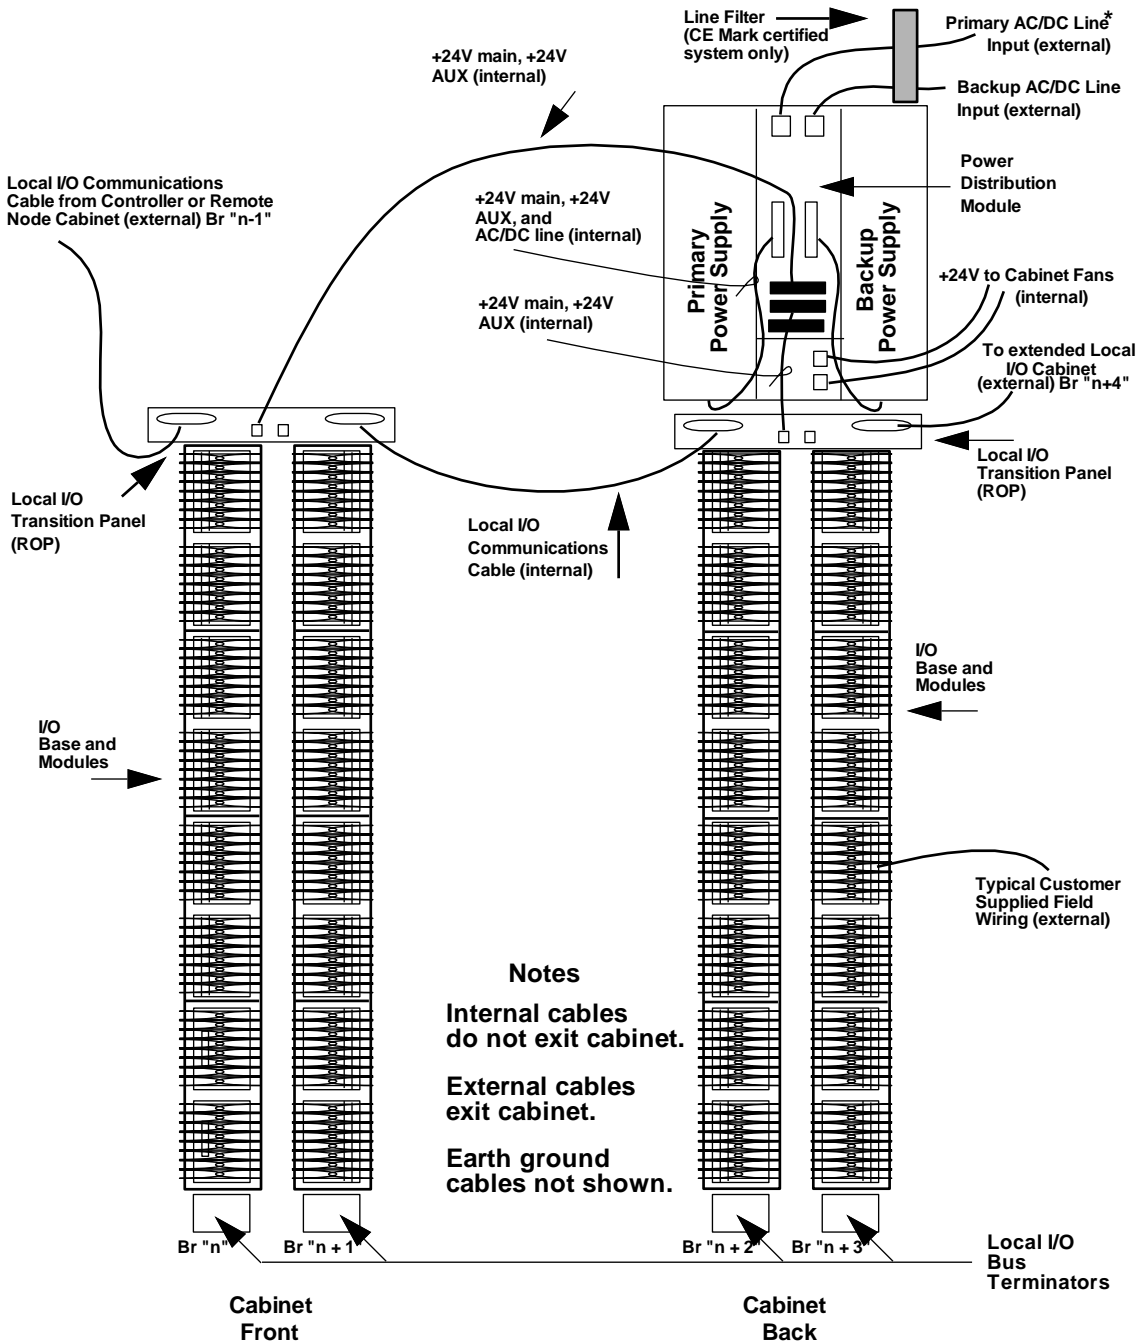 Line Filter
(CE Mark certified
system only)
Primary AC/DC Line*
Input (external)
+24V main, +24V
AUX (internal)
Backup AC/DC Line
Input (external)
Local I/O Communications
Cable from Controller or Remote
Node Cabinet (external) Br "n-1"
Power
Distribution
Module
+24V main, +24V
AUX, and
AC/DC line (internal)
Primary
Power Supply
Backup
Power Supply
+24V to Cabinet Fans
(internal)
+24V main, +24V
AUX (internal)
To extended Local
I/O Cabinet
(external) Br "n+4"
Local I/O
Transition Panel
(ROP)
Local I/O
Transition Panel
(ROP)
Local I/O
Communications
Cable (internal)
I/O
Base and
Modules
I/O
Base and
Modules
Typical Customer
Supplied Field
Wiring (external)
Notes
Internal cables
do not exit cabinet.
External cables
exit cabinet.
Earth ground
cables not shown.
Br "n"
Br "n + 1"
Br "n + 2"
Br "n + 3"
Local I/O
Bus
Terminators
Cabinet
Front
Cabinet
Back